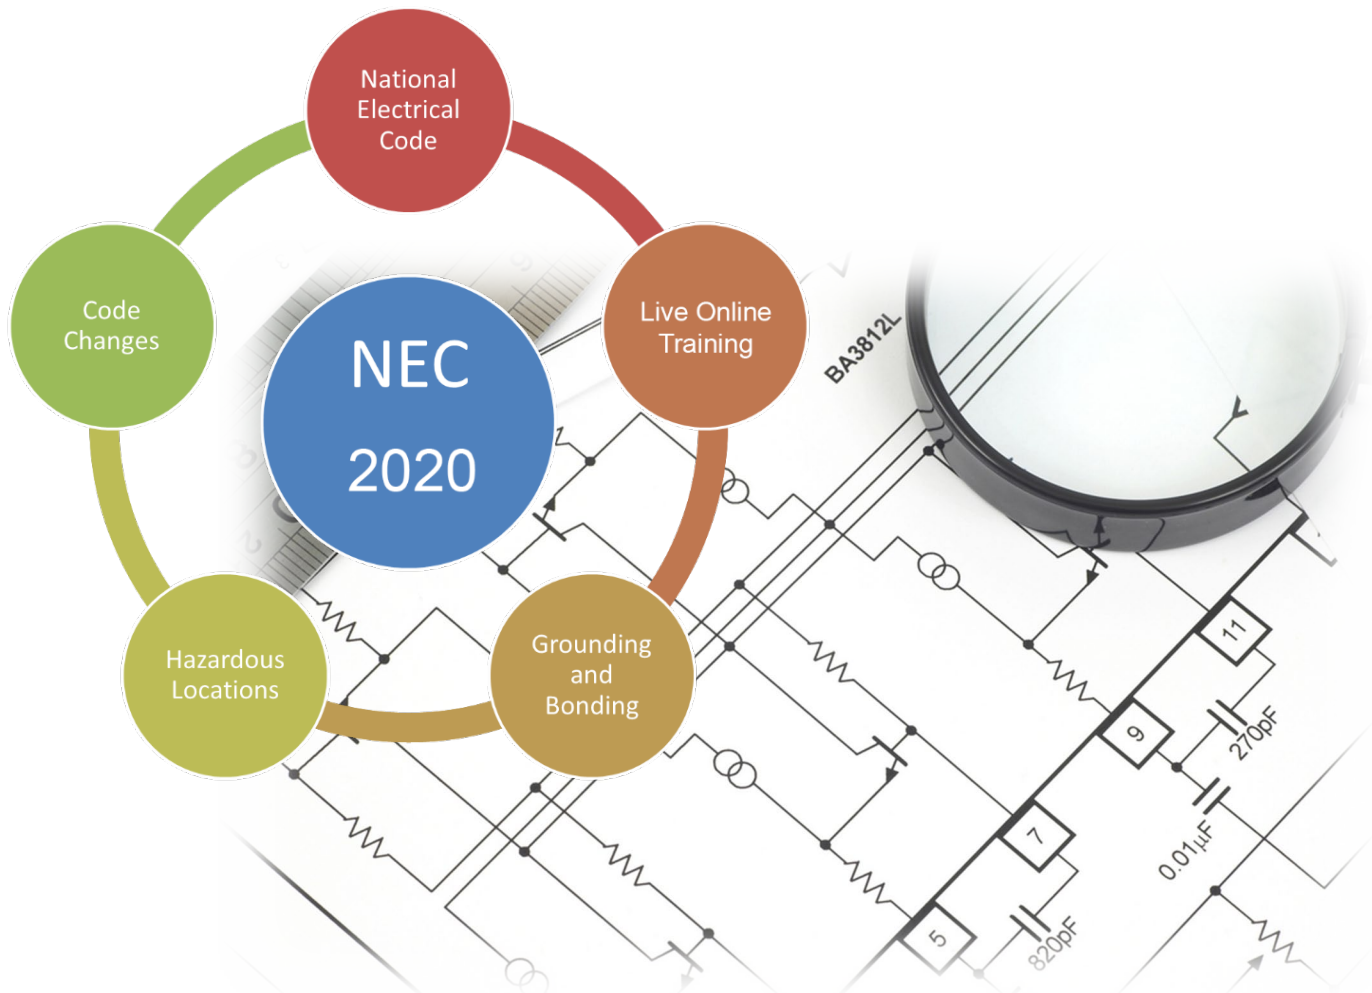 National
Electrical
Code
Code
Changes
Live Online
Training
NEC
2020
Hazardous
Locations
Grounding
and
Bonding
BA3812L
11
9
270pF
7
0.01µF
5
820pF